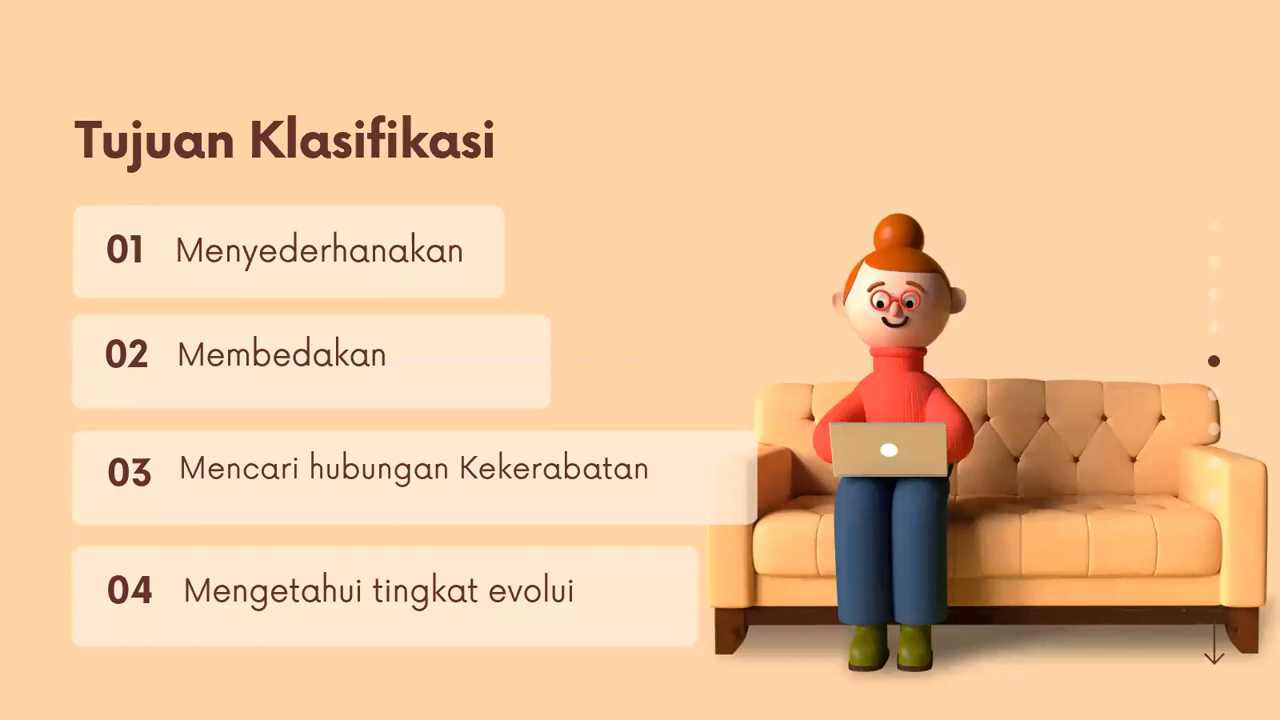 Tujuan Klasifikasi
01 Menyederhanakan
02 Membedakan
03 Mencari hubungan Kekerabatan
04 Mengetahui tingkat evolui